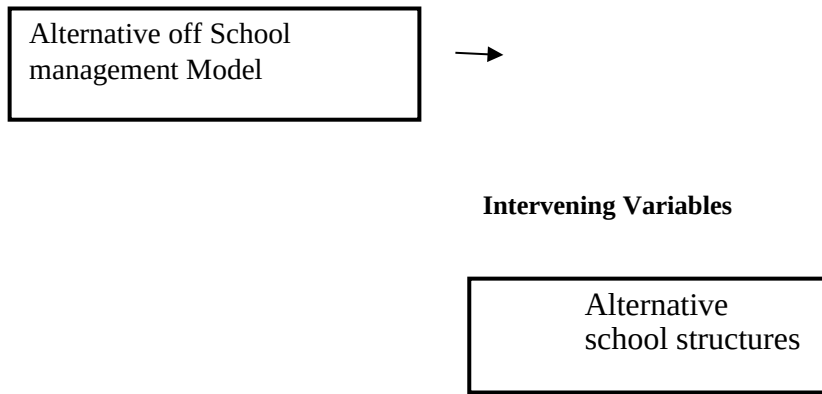 Alternative off School
management Model
Intervening Variables
Alternative
school structures